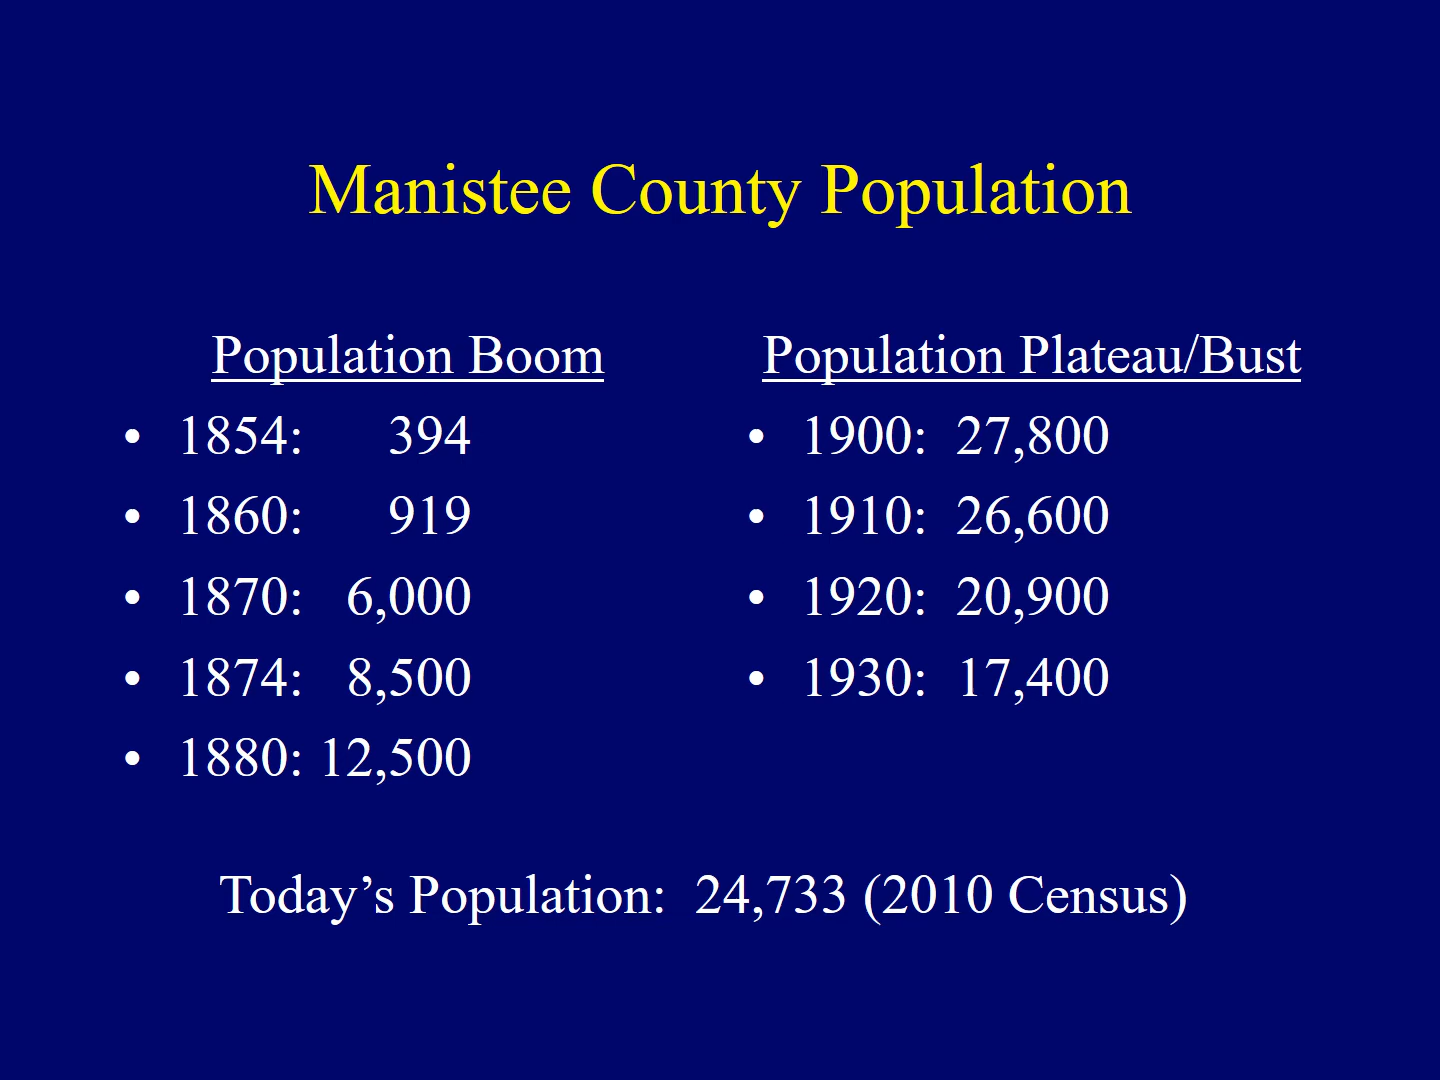 Manistee County Population
Population Boom
• 1854: 394
• 1860: 919
• 1870: 6,000
• 1874: 8,500
• 1880: 12,500
Population Plateau/Bust
• 1900: 27,800
• 1910: 26,600
• 1920: 20,900
• 1930: 17,400
Today’s Population: 24,733 (2010 Census)